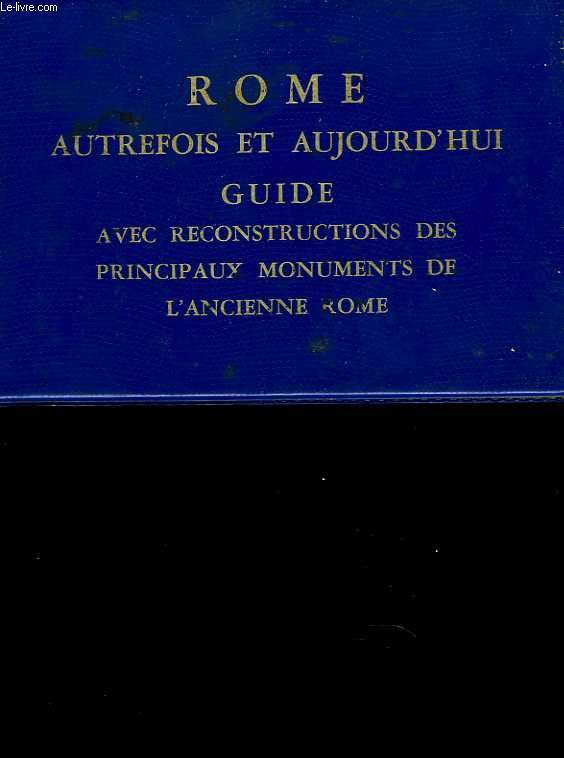 Le-livre.com
ROME
AUTREFOIS ET AUJOURD'HUI
GUIDE
AVEC RECONSTRUCTIONS DES
PRINCIPAUX MONUMENTS DE
L'ANCIENNE ROME